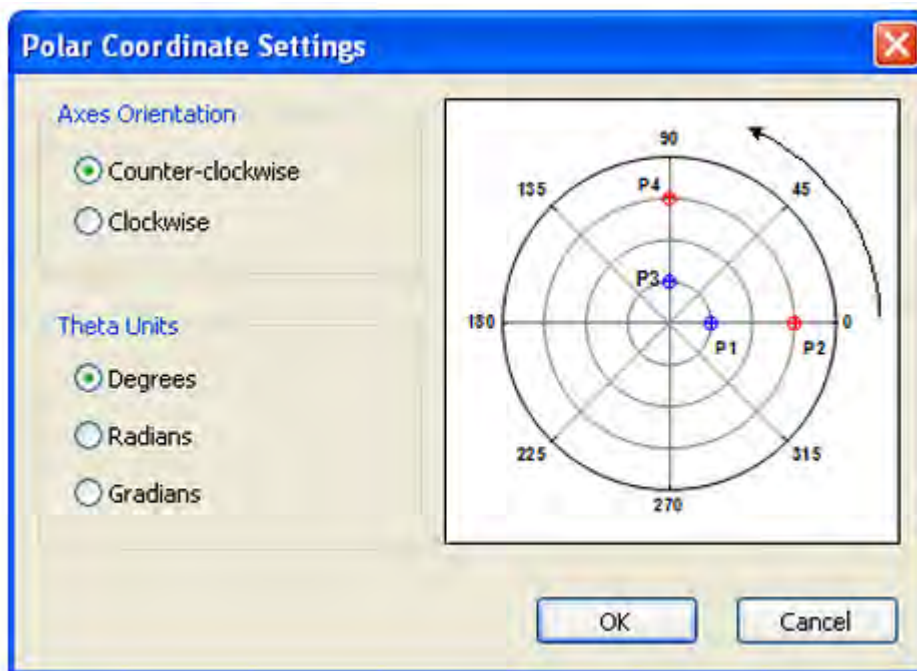 Polar Coordinate Settings
Axes Orientation
Counter-clockwise
Clockwise
Theta Units
Degrees
Radians
Gradians
90
135
P4
45
P3
180
0
P1
P2
225
315
270
OK
Cancel